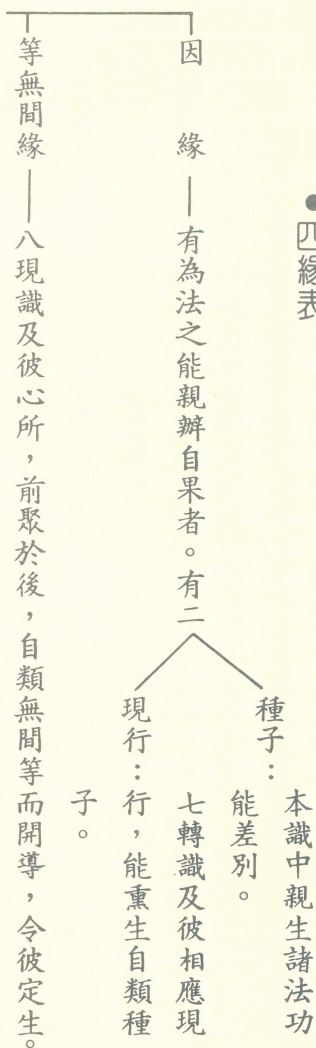 ●四緣表
因緣——有為法之能親辦自果者。有二
種子：本識中親生諸法功
能差別。
現行：七轉識及彼相應現
行，能熏生自類種
子。
等無間緣——八現識及彼心所，前聚於後，自類無間等而開導，令彼定生。